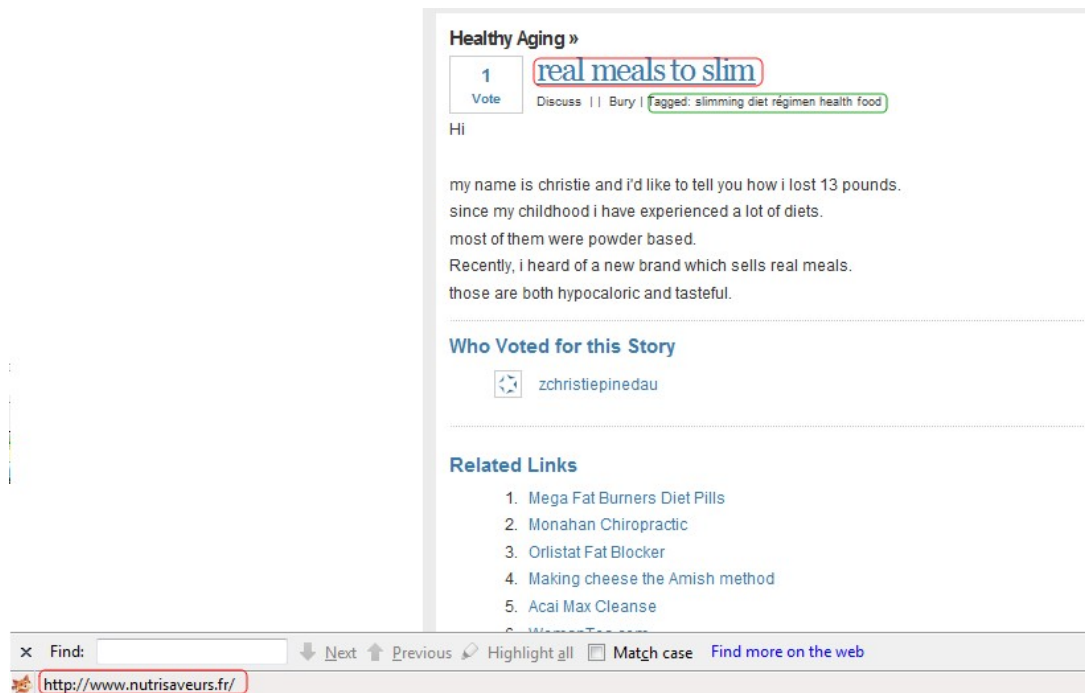 Healthy Aging »
1
Vote
real meals to slim
Discuss | | Bury | Tagged: slimming diet régimen health food
Hi
my name is christie and i'd like to tell you how i lost 13 pounds.
since my childhood i have experienced a lot of diets.
most of them were powder based.
Recently, i heard of a new brand which sells real meals.
those are both hypocaloric and tasteful.
Who Voted for this Story
zchristiepinedau
Related Links
1. Mega Fat Burners Diet Pills
2. Monahan Chiropractic
3. Orlistat Fat Blocker
4. Making cheese the Amish method
5. Acai Max Cleanse
× Find: Next Previous Highlight all Match case Find more on the web
http://www.nutrisaveurs.fr/